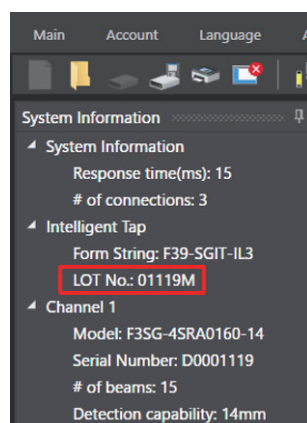 Main Account Language
System Information
System Information
Response time(ms): 15
# of connections: 3
Intelligent Tap
Form String: F39-SGIT-IL3
LOT No.: 01119M
Channel 1
Model: F3SG-4SRA0160-14
Serial Number: D0001119
# of beams: 15
Detection capability: 14mm